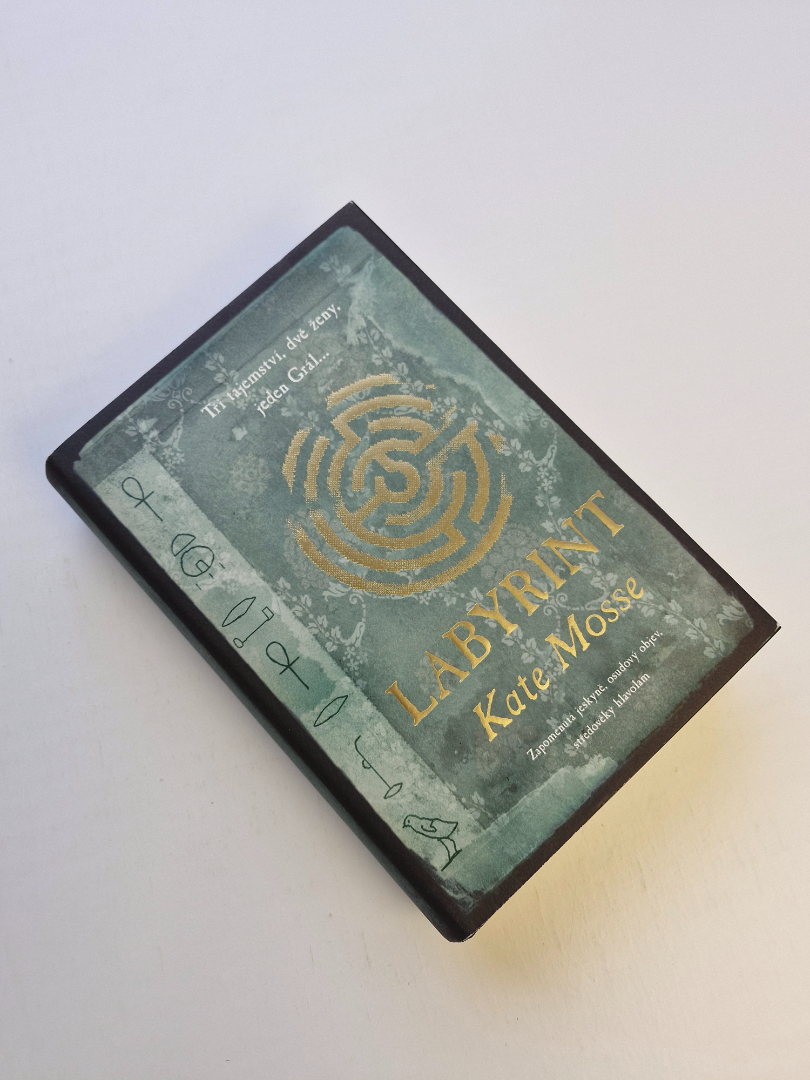 Tři tajemství, dvě ženy,
jeden Grál...
LABYRINT
Kate Mosse
Zapomenutá jeskyně, osudový objev,
středověký hlavolam